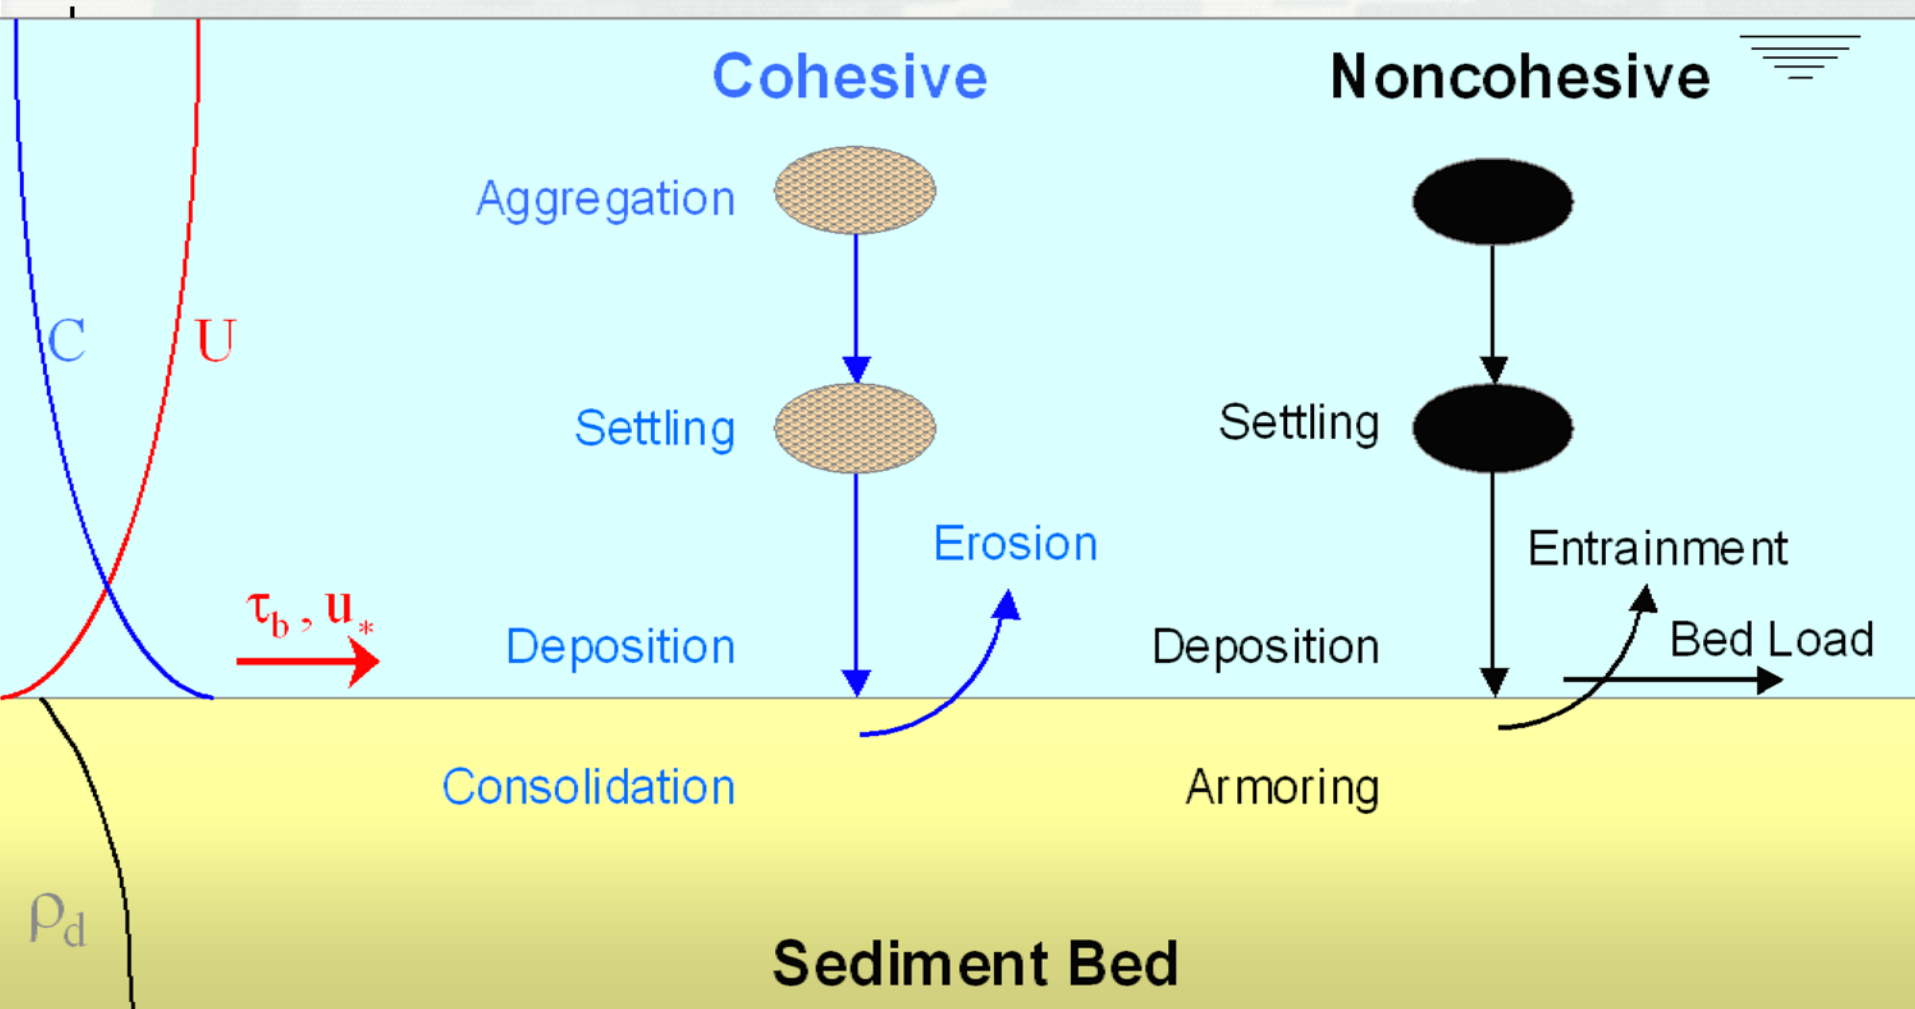 Cohesive
Noncohesive
Aggregation
C
U
Settling
Settling
Erosion
Entrainment
τb , u*
Deposition
Deposition
Bed Load
Consolidation
Armoring
ρd
Sediment Bed